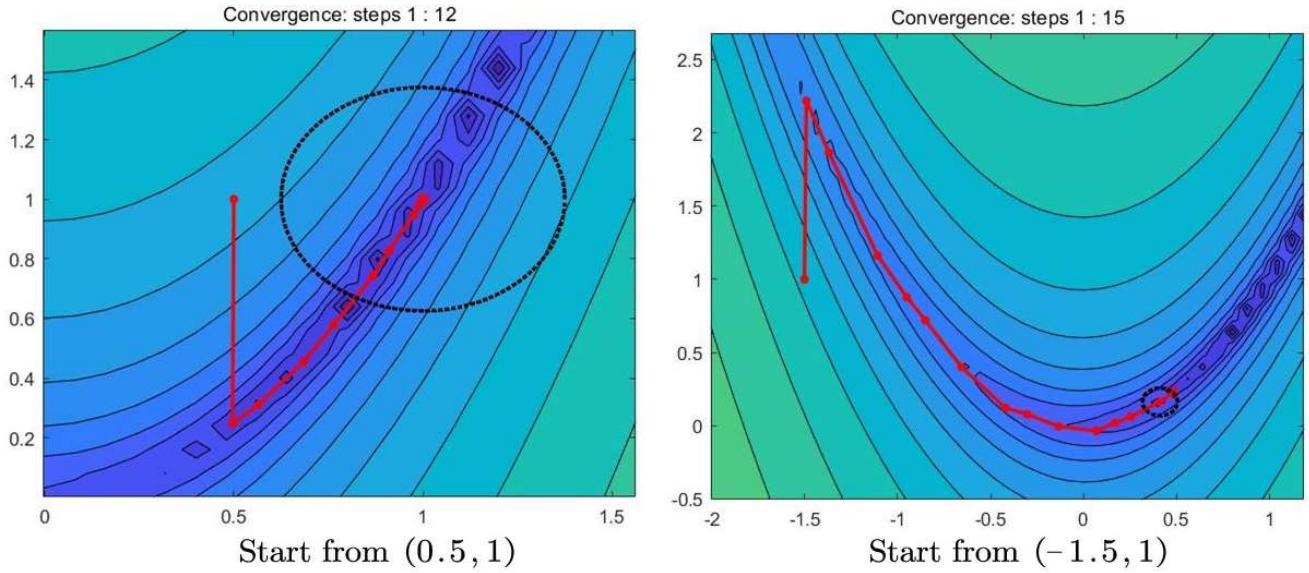 Convergence: steps 1 : 12
1.4
1.2
1
0.8
0.6
0.4
0.2
0 0.5 1 1.5
Start from (0.5, 1)
Convergence: steps 1 : 15
2.5
2
1.5
1
0.5
0
-0.5
-2 -1.5 -1 -0.5 0 0.5 1
Start from (−1.5, 1)